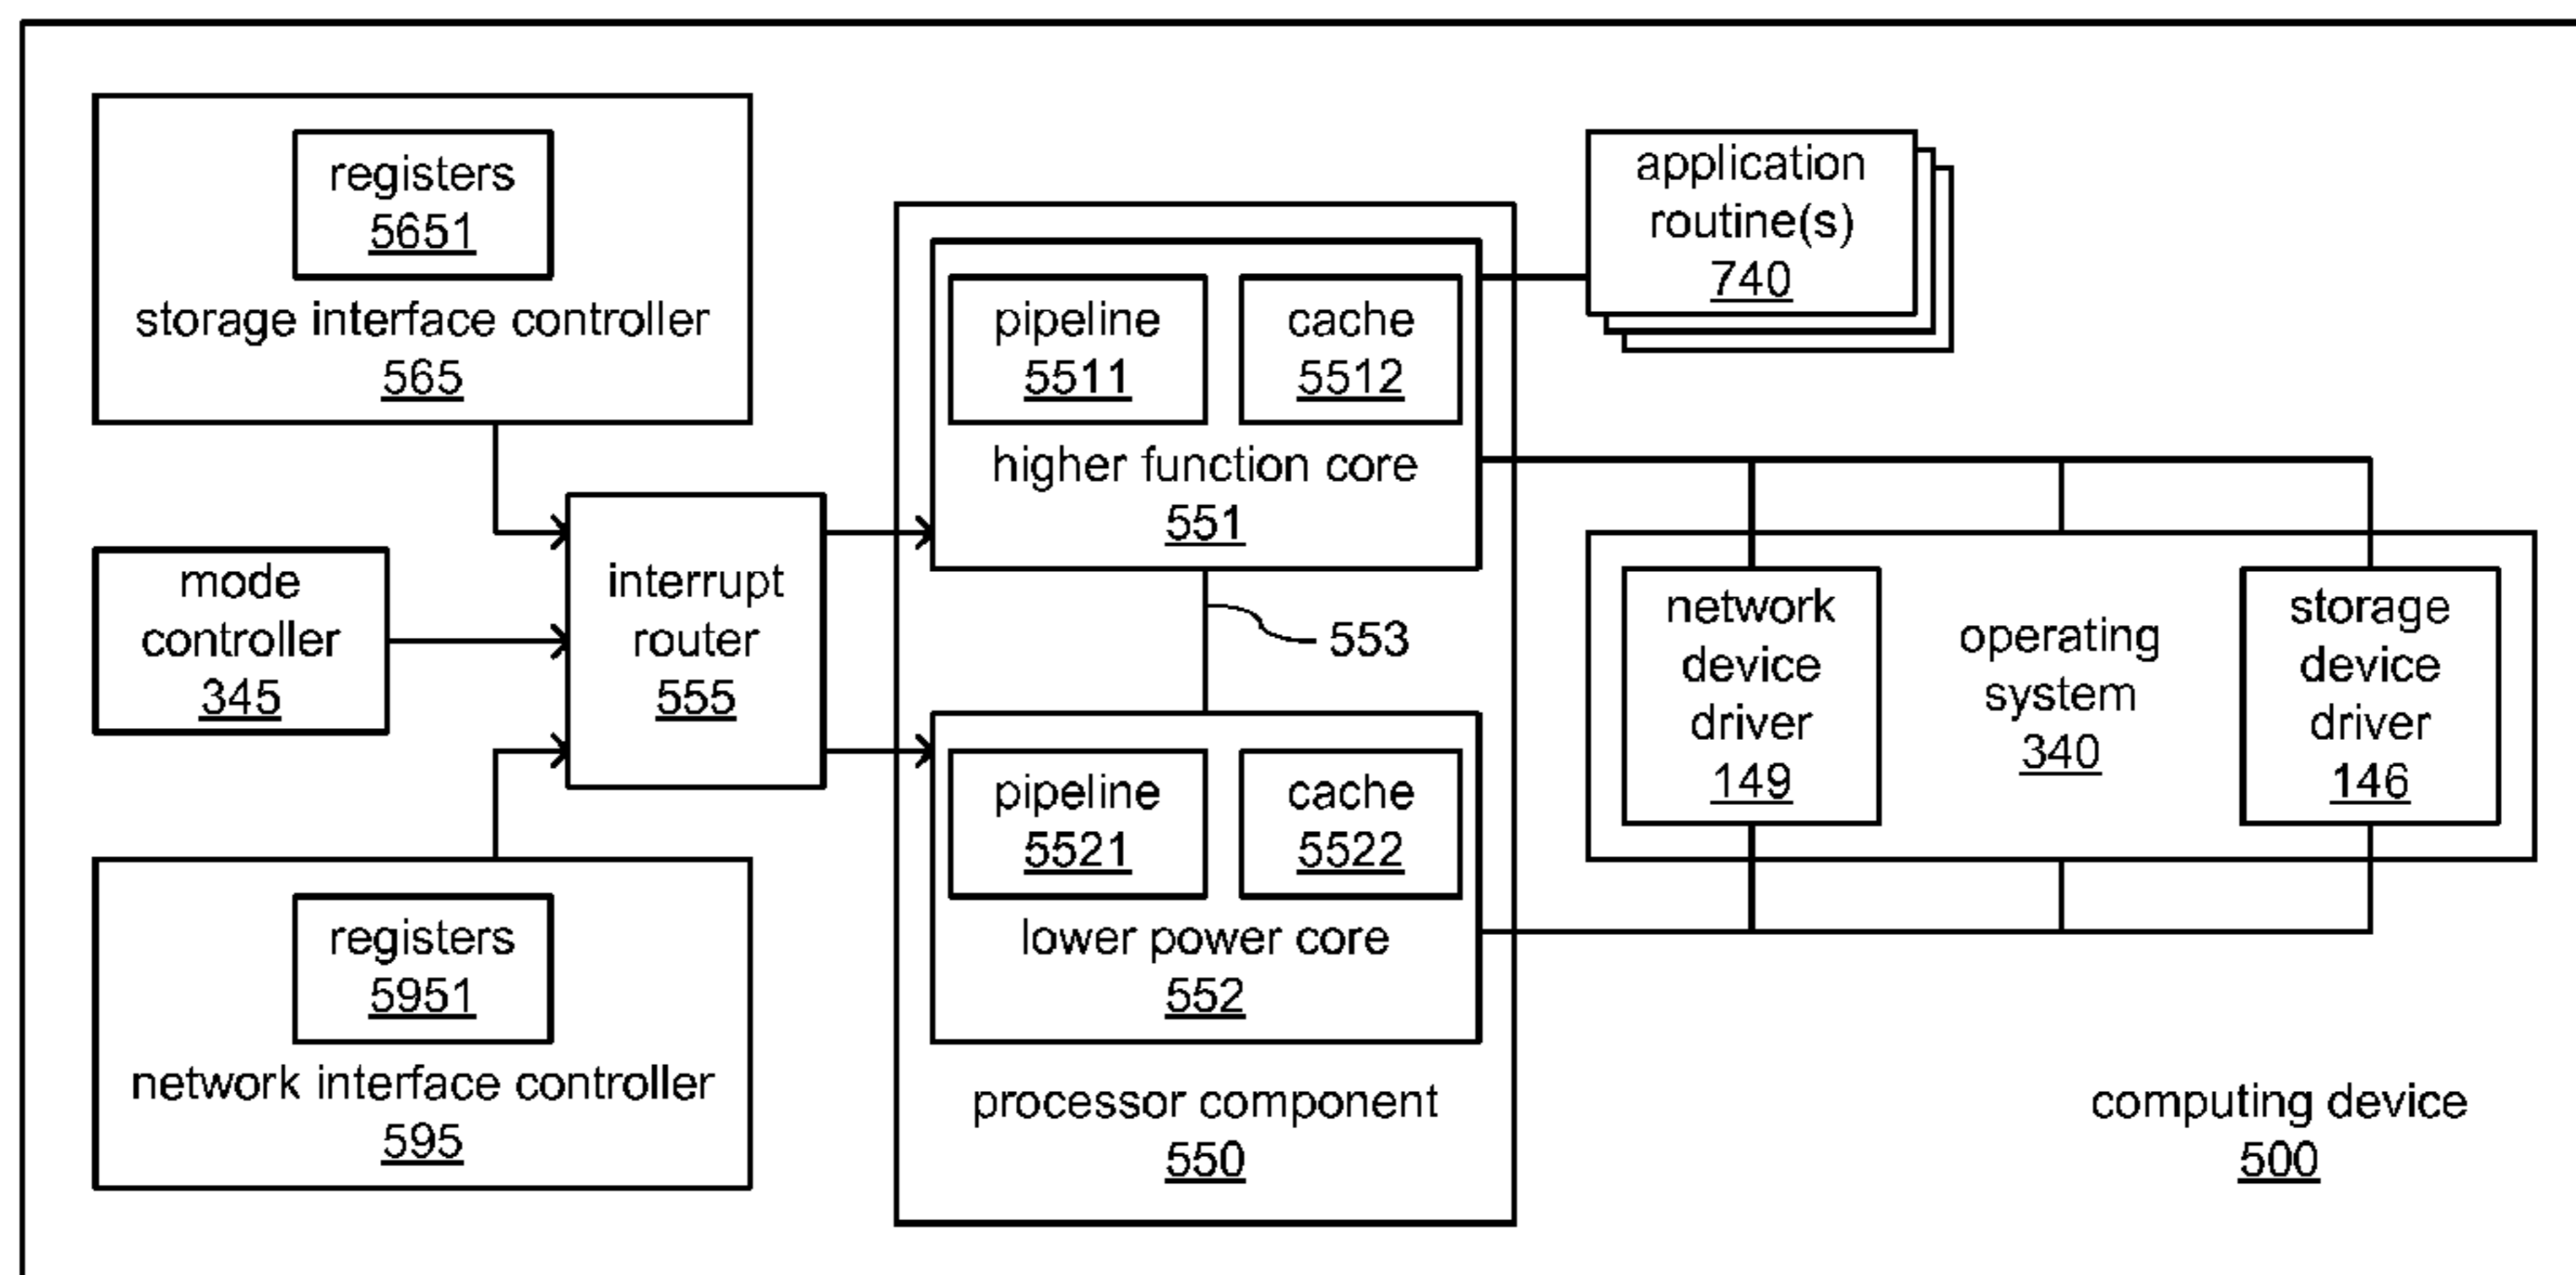 registers
5651
storage interface controller
565
mode
controller
345
registers
5951
network interface controller
595
interrupt
router
555
pipeline
5511
cache
5512
higher function core
551
553
pipeline
5521
cache
5522
lower power core
552
processor component
550
application
routine(s)
740
network
device
driver
149
operating
system
340
storage
device
driver
146
computing device
500